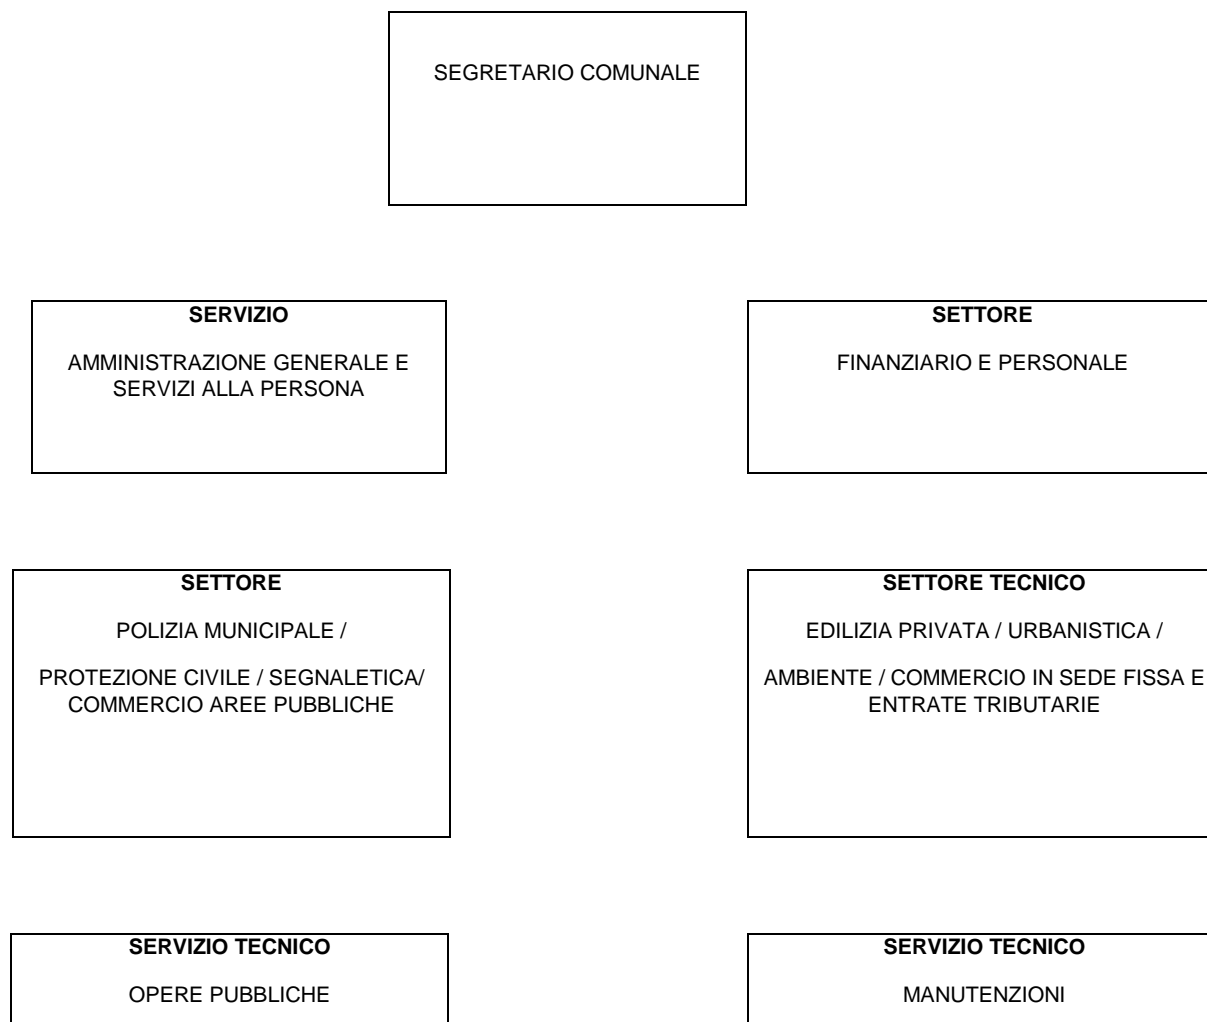 SEGRETARIO COMUNALE
SERVIZIO
AMMINISTRAZIONE GENERALE E
SERVIZI ALLA PERSONA
SETTORE
FINANZIARIO E PERSONALE
SETTORE
POLIZIA MUNICIPALE /
PROTEZIONE CIVILE / SEGNALETICA/
COMMERCIO AREE PUBBLICHE
SETTORE TECNICO
EDILIZIA PRIVATA / URBANISTICA /
AMBIENTE / COMMERCIO IN SEDE FISSA E
ENTRATE TRIBUTARIE
SERVIZIO TECNICO
OPERE PUBBLICHE
SERVIZIO TECNICO
MANUTENZIONI